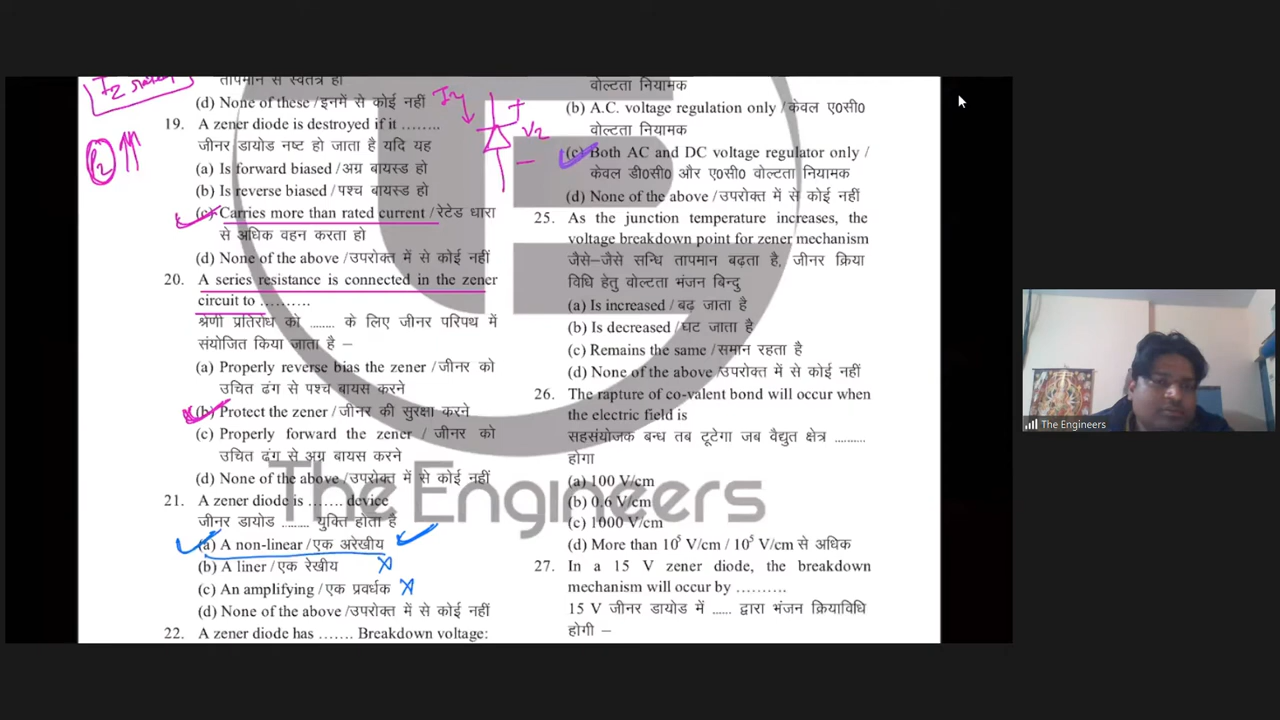 Iz rated
तापमान से स्वतंत्र हो
(d) None of these / इनमें से कोई नहीं
Pz ↑↑
19. A zener diode is destroyed if it ........
जीनर डायोड नष्ट हो जाता है यदि यह
(a) Is forward biased / अग्र बायस्ड हो
(b) Is reverse biased / पश्च बायस्ड हो
(c) Carries more than rated current / रेटेड धारा
से अधिक वहन करता हो
(d) None of the above / उपरोक्त में से कोई नहीं
+
Vz
−
20. A series resistance is connected in the zener
circuit to ..........
श्रेणी प्रतिरोध को ........ के लिए जीनर परिपथ में
संयोजित किया जाता है –
(a) Properly reverse bias the zener / जीनर को
उचित ढंग से पश्च बायस करने
(b) Protect the zener / जीनर की सुरक्षा करने
(c) Properly forward the zener / जीनर को
उचित ढंग से अग्र बायस करने
(d) None of the above / उपरोक्त में से कोई नहीं
21. A zener diode is ....... device
जीनर डायोड ......... युक्ति होता है
(a) A non-linear / एक अरेखीय
(b) A liner / एक रेखीय
(c) An amplifying / एक प्रवर्धक
(d) None of the above / उपरोक्त में से कोई नहीं
22. A zener diode has ....... Breakdown voltage:
वोल्टता नियामक
(b) A.C. voltage regulation only / केवल ए0सी0
वोल्टता नियामक
(c) Both AC and DC voltage regulator only /
केवल डी0सी0 और ए0सी0 वोल्टता नियामक
(d) None of the above / उपरोक्त में से कोई नहीं
25. As the junction temperature increases, the
voltage breakdown point for zener mechanism
जैसे–जैसे सन्धि तापमान बढ़ता है, जीनर क्रिया
विधि हेतु वोल्टता भंजन बिन्दु
(a) Is increased / बढ़ जाता है
(b) Is decreased / घट जाता है
(c) Remains the same / समान रहता है
(d) None of the above / उपरोक्त में से कोई नहीं
26. The rapture of co-valent bond will occur when
the electric field is
सहसंयोजक बन्ध तब टूटेगा जब वैद्युत क्षेत्र ..........
होगा
(a) 100 V/cm
(b) 0.6 V/cm
(c) 1000 V/cm
(d) More than 10⁵ V/cm / 10⁵ V/cm से अधिक
27. In a 15 V zener diode, the breakdown
mechanism will occur by ..........
15 V जीनर डायोड में ...... द्वारा भंजन क्रियाविधि
होगी –
The Engineers
The Engineers